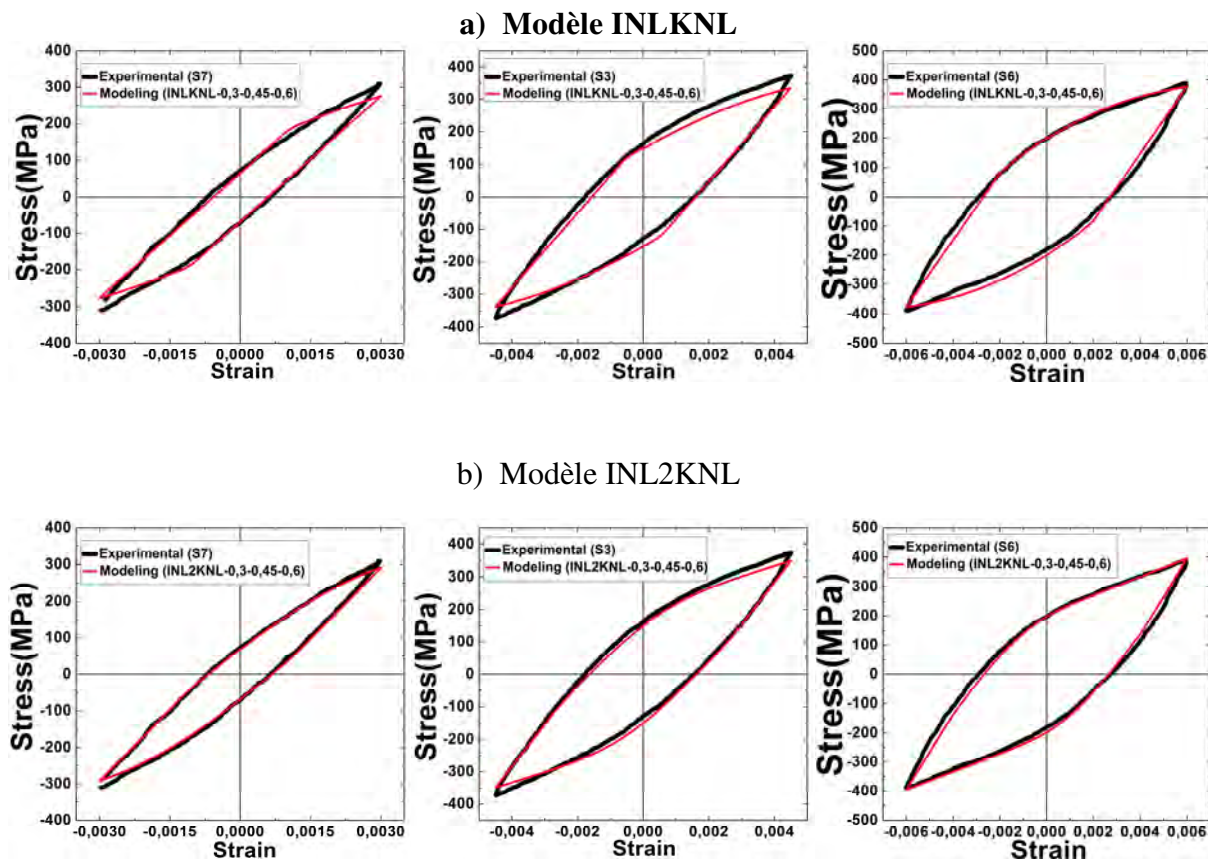 a) Modèle INLKNL
400
300
200
100
0
-100
-200
-300
-400
Stress(MPa)
Experimental (S7)
Modeling (INLKNL-0,3-0,45-0,6)
-0,0030 -0,0015 0,0000 0,0015 0,0030
Strain
400
300
200
100
0
-100
-200
-300
-400
Stress(MPa)
Experimental (S3)
Modeling (INLKNL-0,3-0,45-0,6)
-0,004 -0,002 0,000 0,002 0,004
Strain
500
400
300
200
100
0
-100
-200
-300
-400
-500
Stress(MPa)
Experimental (S6)
Modeling (INLKNL-0,3-0,45-0,6)
-0,006 -0,004 -0,002 0,000 0,002 0,004 0,006
Strain
b) Modèle INL2KNL
400
300
200
100
0
-100
-200
-300
-400
Stress(MPa)
Experimental (S7)
Modeling (INL2KNL-0,3-0,45-0,6)
-0,0030 -0,0015 0,0000 0,0015 0,0030
Strain
400
300
200
100
0
-100
-200
-300
-400
Stress(MPa)
Experimental (S3)
Modeling (INL2KNL-0,3-0,45-0,6)
-0,004 -0,002 0,000 0,002 0,004
Strain
500
400
300
200
100
0
-100
-200
-300
-400
-500
Stress(MPa)
Experimental (S6)
Modeling (INL2KNL-0,3-0,45-0,6)
-0,006 -0,004 -0,002 0,000 0,002 0,004 0,006
Strain